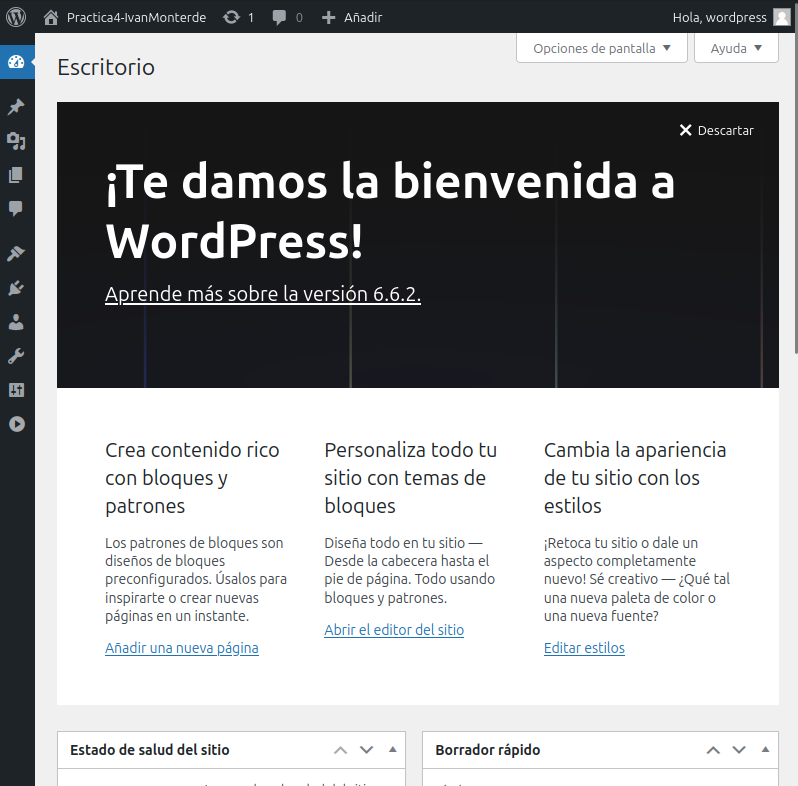 Practica4-IvanMonterde 1 0 Añadir Hola, wordpress
Opciones de pantalla Ayuda
Escritorio
Descartar
¡Te damos la bienvenida a
WordPress!
Aprende más sobre la versión 6.6.2.
Crea contenido rico
con bloques y
patrones
Los patrones de bloques son
diseños de bloques
preconfigurados. Úsalos para
inspirarte o crear nuevas
páginas en un instante.
Añadir una nueva página
Personaliza todo tu
sitio con temas de
bloques
Diseña todo en tu sitio —
Desde la cabecera hasta el
pie de página. Todo usando
bloques y patrones.
Abrir el editor del sitio
Cambia la apariencia
de tu sitio con los
estilos
¡Retoca tu sitio o dale un
aspecto completamente
nuevo! Sé creativo — ¿Qué tal
una nueva paleta de color o
una nueva fuente?
Editar estilos
Estado de salud del sitio
Borrador rápido